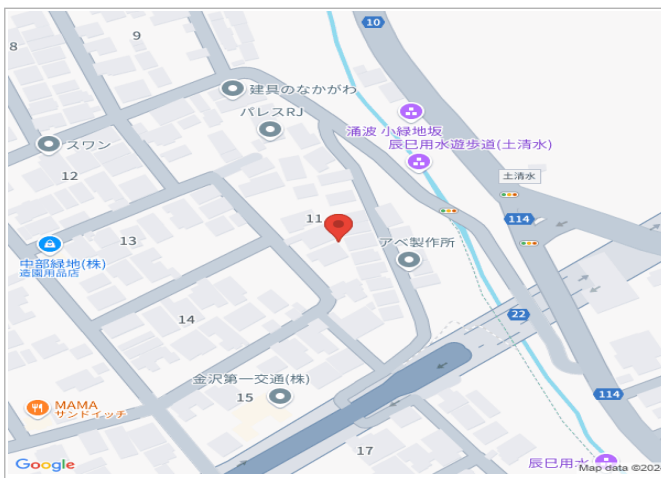 10
9
8
建具のなかがわ
パレスRJ
涌波 小緑地坂
スワン
辰巳用水遊歩道(土清水)
12
土清水
11
114
13
アベ製作所
中部緑地(株)
造園用品店
22
14
金沢第一交通(株)
114
MAMA
サンドイッチ
15
17
辰巳用水
Google
Map data ©202